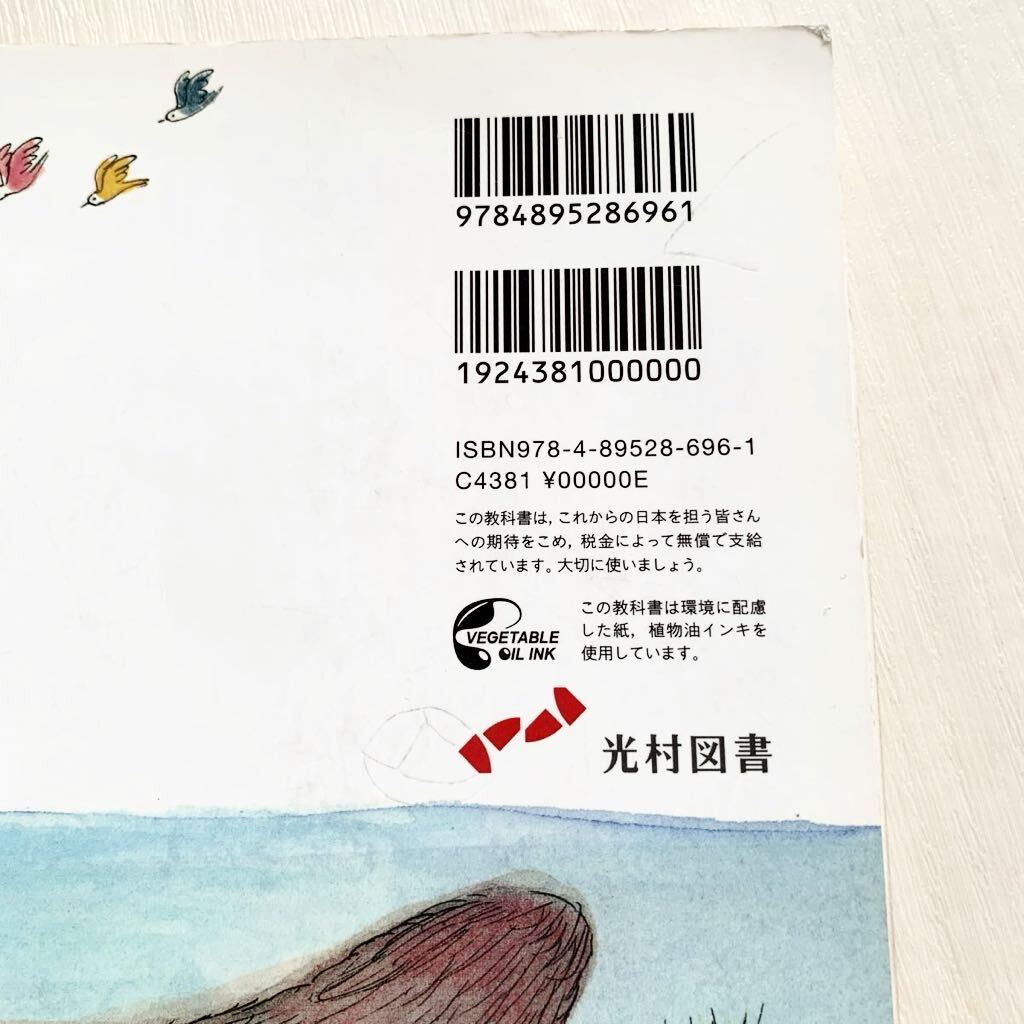 9784895286961
1924381000000
ISBN978-4-89528-696-1
C4381 ¥00000E
この教科書は，これからの日本を担う皆さん
への期待をこめ，税金によって無償で支給
されています。大切に使いましょう。
VEGETABLE
OIL INK
この教科書は環境に配慮
した紙，植物油インキを
使用しています。
光村図書